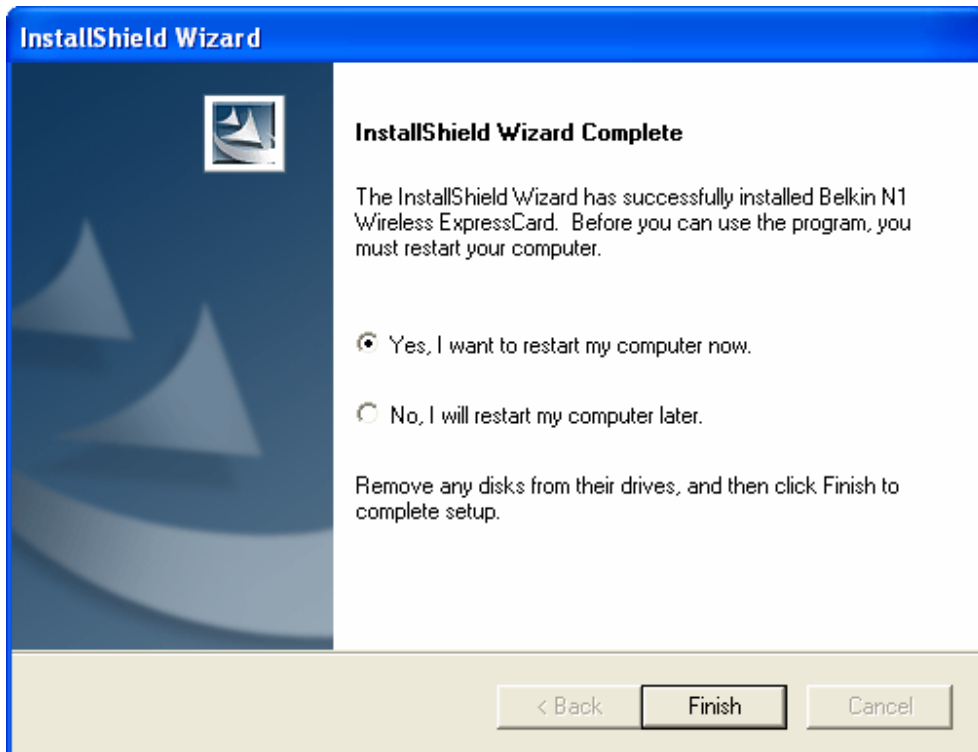 InstallShield Wizard
InstallShield Wizard Complete
The InstallShield Wizard has successfully installed Belkin N1
Wireless ExpressCard.  Before you can use the program, you
must restart your computer.
Yes, I want to restart my computer now.
No, I will restart my computer later.
Remove any disks from their drives, and then click Finish to
complete setup.
< Back
Finish
Cancel